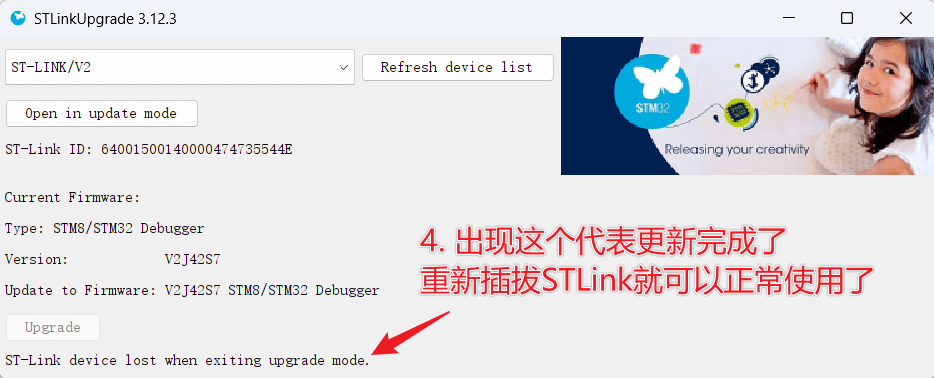 STLinkUpgrade 3.12.3
ST-LINK/V2
Refresh device list
Open in update mode
STM32
Releasing your creativity
ST-Link ID: 64001500140000474735544E
Current Firmware:
Type: STM8/STM32 Debugger
Version: V2J42S7
Update to Firmware: V2J42S7 STM8/STM32 Debugger
4. 出现这个代表更新完成了
重新插拔STLink就可以正常使用了
Upgrade
ST-Link device lost when exiting upgrade mode.